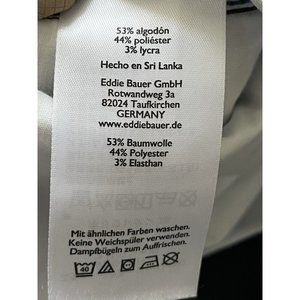 53% algodón
44% poliéster
3% lycra
Hecho en Sri Lanka
Eddie Bauer GmbH
Rotwandweg 3a
82024 Taufkirchen
GERMANY
www.eddiebauer.de
53% Baumwolle
44% Polyester
3% Elasthan
Mit ähnlichen Farben waschen.
Keine Weichspüler verwenden.
Dampfbügeln zum Auffrischen.
40